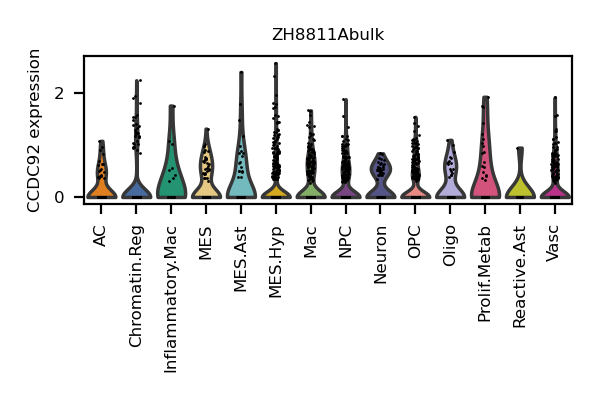 ZH8811Abulk
CCDC92 expression
2
0
AC
Chromatin.Reg
Inflammatory.Mac
MES
MES.Ast
MES.Hyp
Mac
NPC
Neuron
OPC
Oligo
Prolif.Metab
Reactive.Ast
Vasc